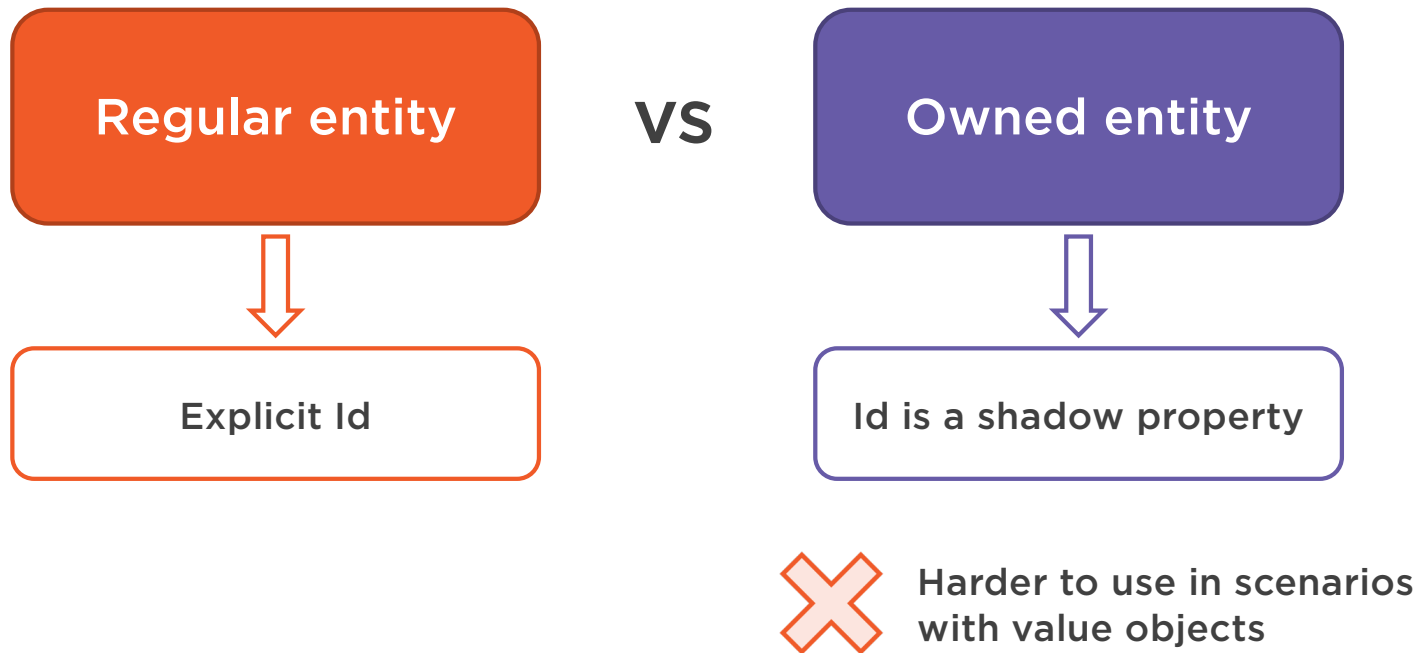 Regular entity
vs
Owned entity
Explicit Id
Id is a shadow property
Harder to use in scenarios
with value objects